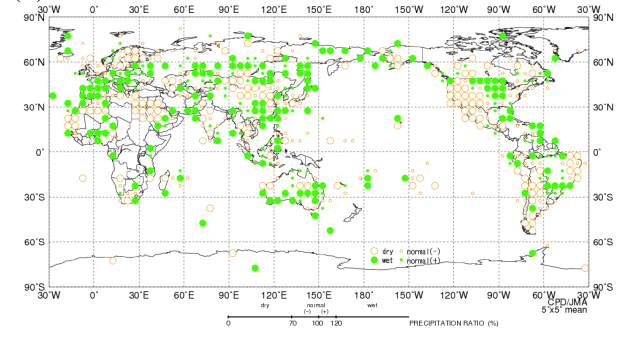 30°W 0° 30°E 60°E 90°E 120°E 150°E 180° 150°W 120°W 90°W 60°W 30°W
90°N 90°N
60°N 60°N
30°N 30°N
0° 0°
30°S 30°S
dry normal(-)
wet normal(+)
60°S 60°S
90°S 90°S
30°W 0° 30°E 60°E 90°E 120°E 150°E 180° 150°W 120°W 90°W 60°W 30°W
CPD/JMA
5°x5° mean
dry normal wet
(-) (+)
0 70 100 120 PRECIPITATION RATIO (%)